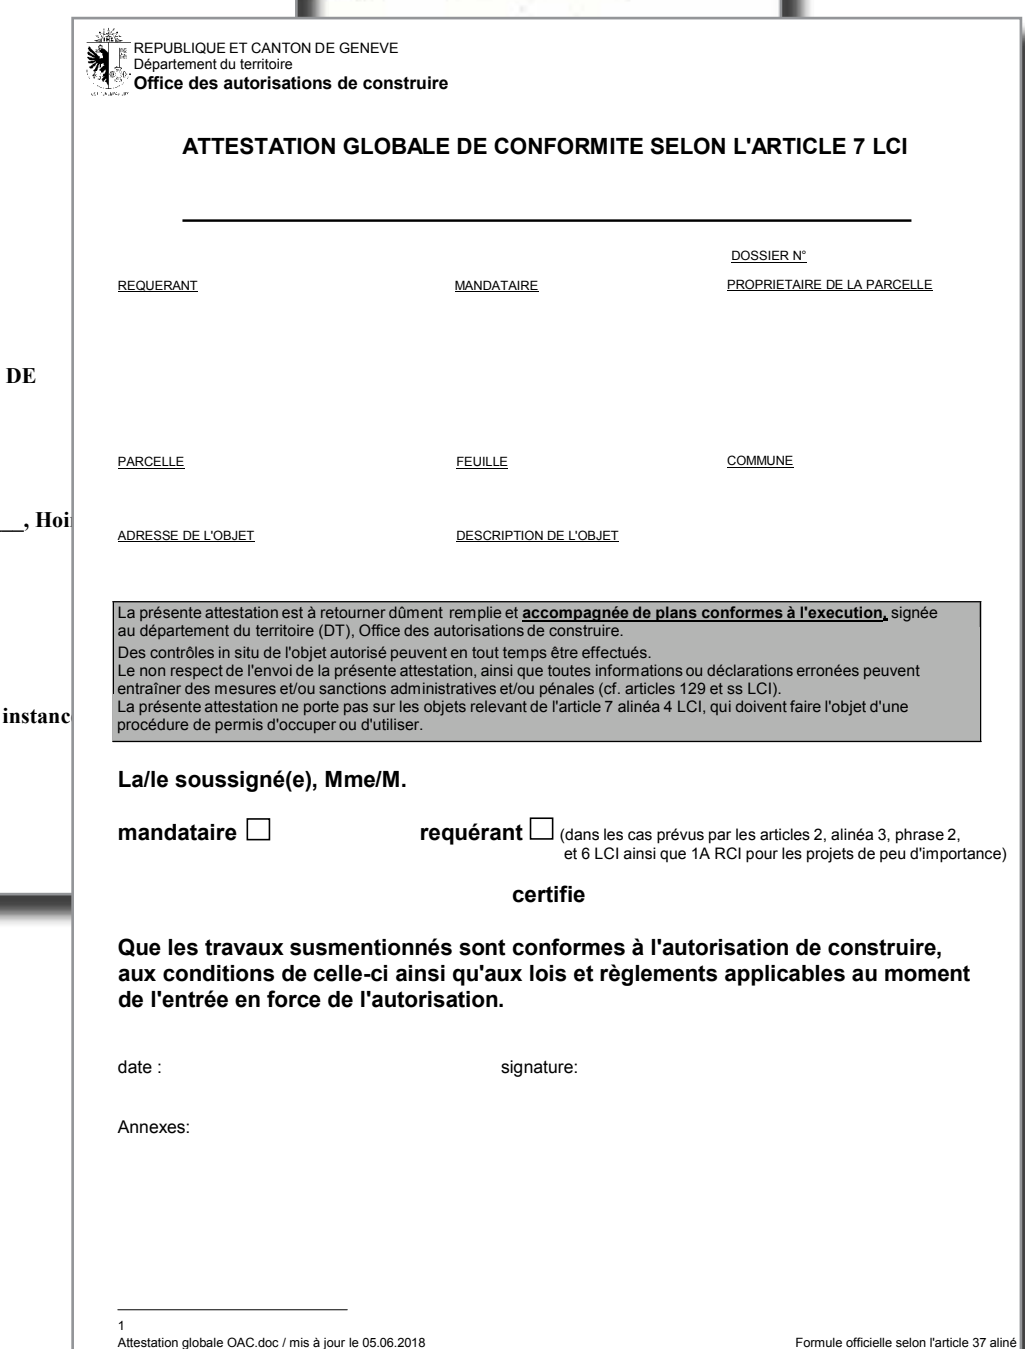 REPUBLIQUE ET CANTON DE GENEVE
Département du territoire
Office des autorisations de construire
ATTESTATION GLOBALE DE CONFORMITE SELON L'ARTICLE 7 LCI
DOSSIER N°
REQUERANT MANDATAIRE PROPRIETAIRE DE LA PARCELLE
DE
PARCELLE FEUILLE COMMUNE
__, Hoi
ADRESSE DE L'OBJET DESCRIPTION DE L'OBJET
La présente attestation est à retourner dûment remplie et accompagnée de plans conformes à l'execution, signée
au département du territoire (DT), Office des autorisations de construire.
Des contrôles in situ de l'objet autorisé peuvent en tout temps être effectués.
Le non respect de l'envoi de la présente attestation, ainsi que toutes informations ou déclarations erronées peuvent
entraîner des mesures et/ou sanctions administratives et/ou pénales (cf. articles 129 et ss LCI).
La présente attestation ne porte pas sur les objets relevant de l'article 7 alinéa 4 LCI, qui doivent faire l'objet d'une
procédure de permis d'occuper ou d'utiliser.
instanc
La/le soussigné(e), Mme/M.
mandataire ☐ requérant ☐ (dans les cas prévus par les articles 2, alinéa 3, phrase 2,
et 6 LCI ainsi que 1A RCI pour les projets de peu d'importance)
certifie
Que les travaux susmentionnés sont conformes à l'autorisation de construire,
aux conditions de celle-ci ainsi qu'aux lois et règlements applicables au moment
de l'entrée en force de l'autorisation.
date : signature:
Annexes:
1
Attestation globale OAC.doc / mis à jour le 05.06.2018 Formule officielle selon l'article 37 aliné